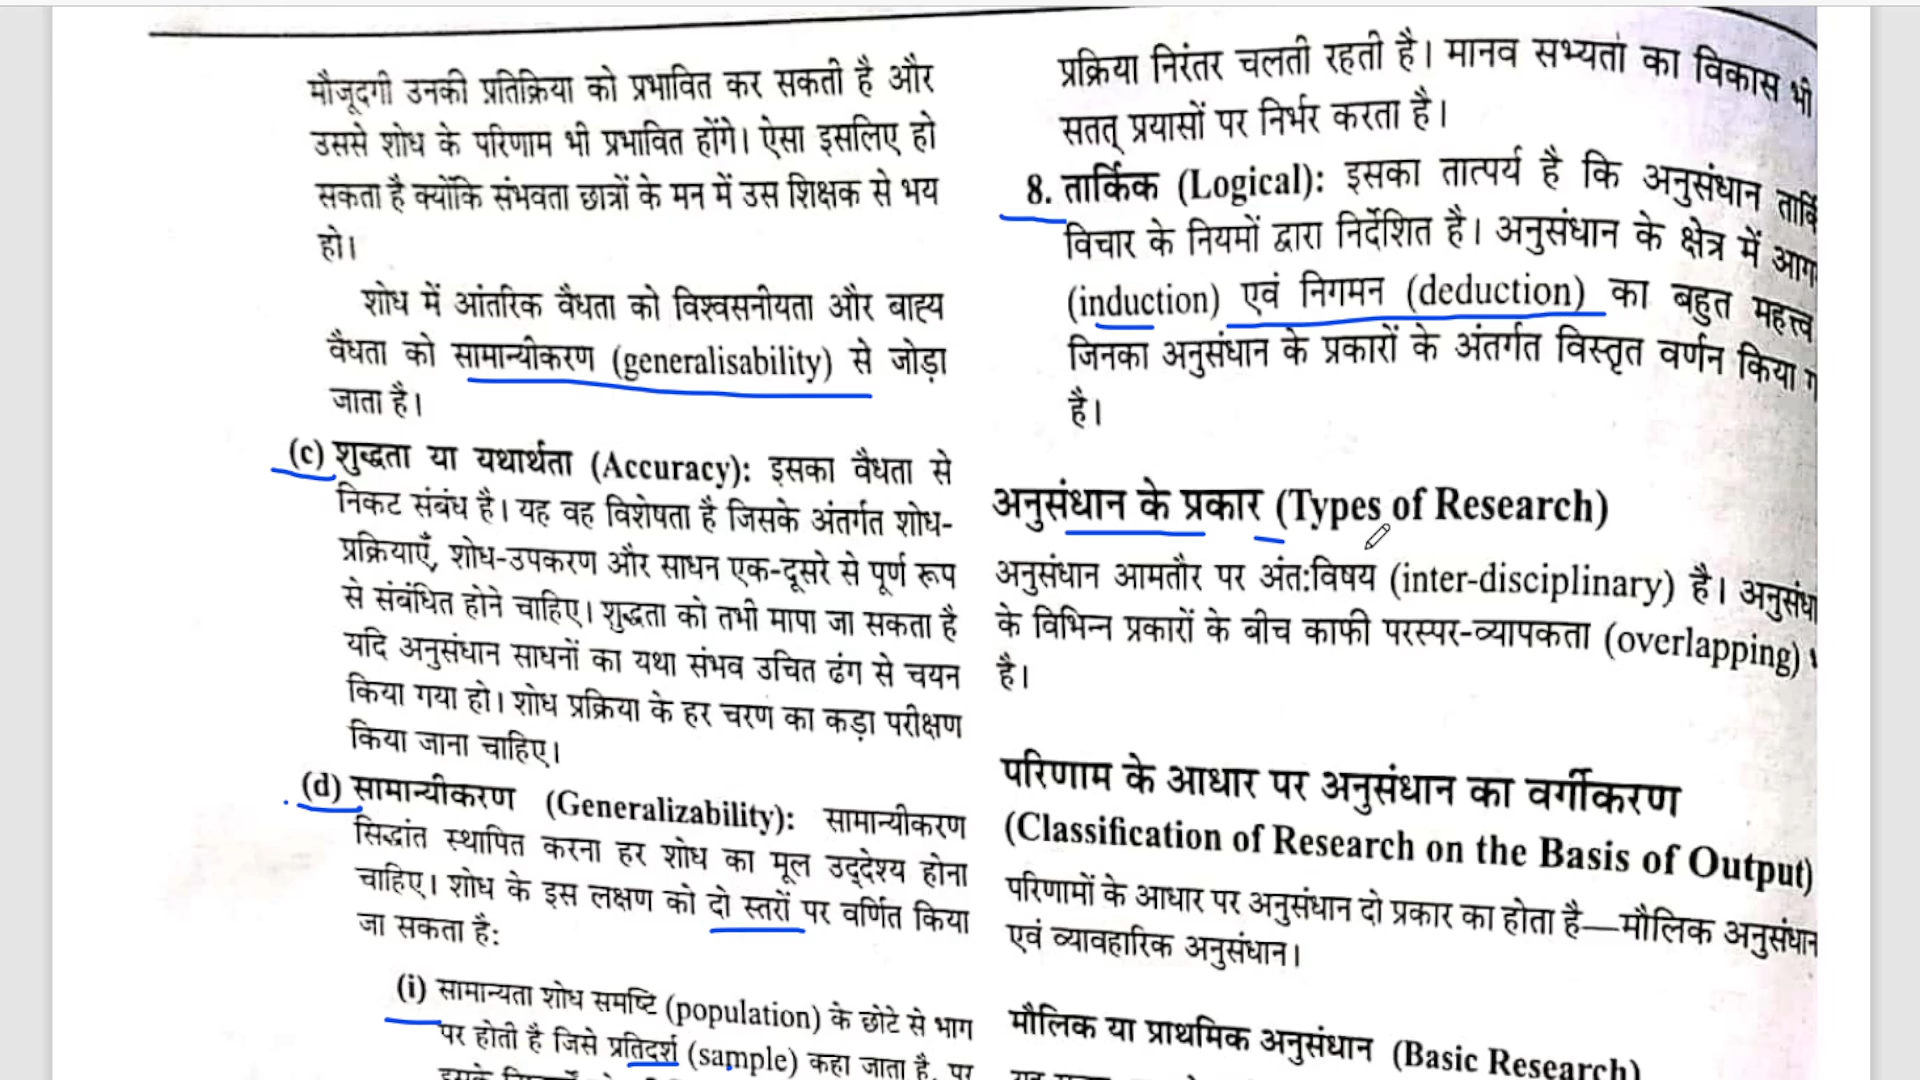 मौजूदगी उनकी प्रतिक्रिया को प्रभावित कर सकती है और
उससे शोध के परिणाम भी प्रभावित होंगे। ऐसा इसलिए हो
सकता है क्योंकि संभवता छात्रों के मन में उस शिक्षक से भय
हो।
शोध में आंतरिक वैधता को विश्वसनीयता और बाह्य
वैधता को सामान्यीकरण (generalisability) से जोड़ा
जाता है।
(c) शुद्धता या यथार्थता (Accuracy): इसका वैधता से
निकट संबंध है। यह वह विशेषता है जिसके अंतर्गत शोध-
प्रक्रियाएँ, शोध-उपकरण और साधन एक-दूसरे से पूर्ण रूप
से संबंधित होने चाहिए। शुद्धता को तभी मापा जा सकता है
यदि अनुसंधान साधनों का यथा संभव उचित ढंग से चयन
किया गया हो। शोध प्रक्रिया के हर चरण का कड़ा परीक्षण
किया जाना चाहिए।
(d) सामान्यीकरण (Generalizability): सामान्यीकरण
सिद्धांत स्थापित करना हर शोध का मूल उद्देश्य होना
चाहिए। शोध के इस लक्षण को दो स्तरों पर वर्णित किया
जा सकता है:
(i) सामान्यता शोध समष्टि (population) के छोटे से भाग
पर होती है जिसे प्रतिदर्श (sample) कहा जाता है, पर
प्रक्रिया निरंतर चलती रहती है। मानव सभ्यता का विकास भी
सतत् प्रयासों पर निर्भर करता है।
8. तार्किक (Logical): इसका तात्पर्य है कि अनुसंधान
विचार के नियमों द्वारा निर्देशित है। अनुसंधान के क्षेत्र में
(induction) एवं निगमन (deduction) का बहुत महत्त्व
जिनका अनुसंधान के प्रकारों के अंतर्गत विस्तृत वर्णन किया
है।
अनुसंधान के प्रकार (Types of Research)
अनुसंधान आमतौर पर अंत:विषय (inter-disciplinary) है।
के विभिन्न प्रकारों के बीच काफी परस्पर-व्यापकता (overlapping)
है।
परिणाम के आधार पर अनुसंधान का वर्गीकरण
(Classification of Research on the Basis of Output)
परिणामों के आधार पर अनुसंधान दो प्रकार का होता है—मौलिक अनुसंधान
एवं व्यावहारिक अनुसंधान।
मौलिक या प्राथमिक अनुसंधान (Basic Research)